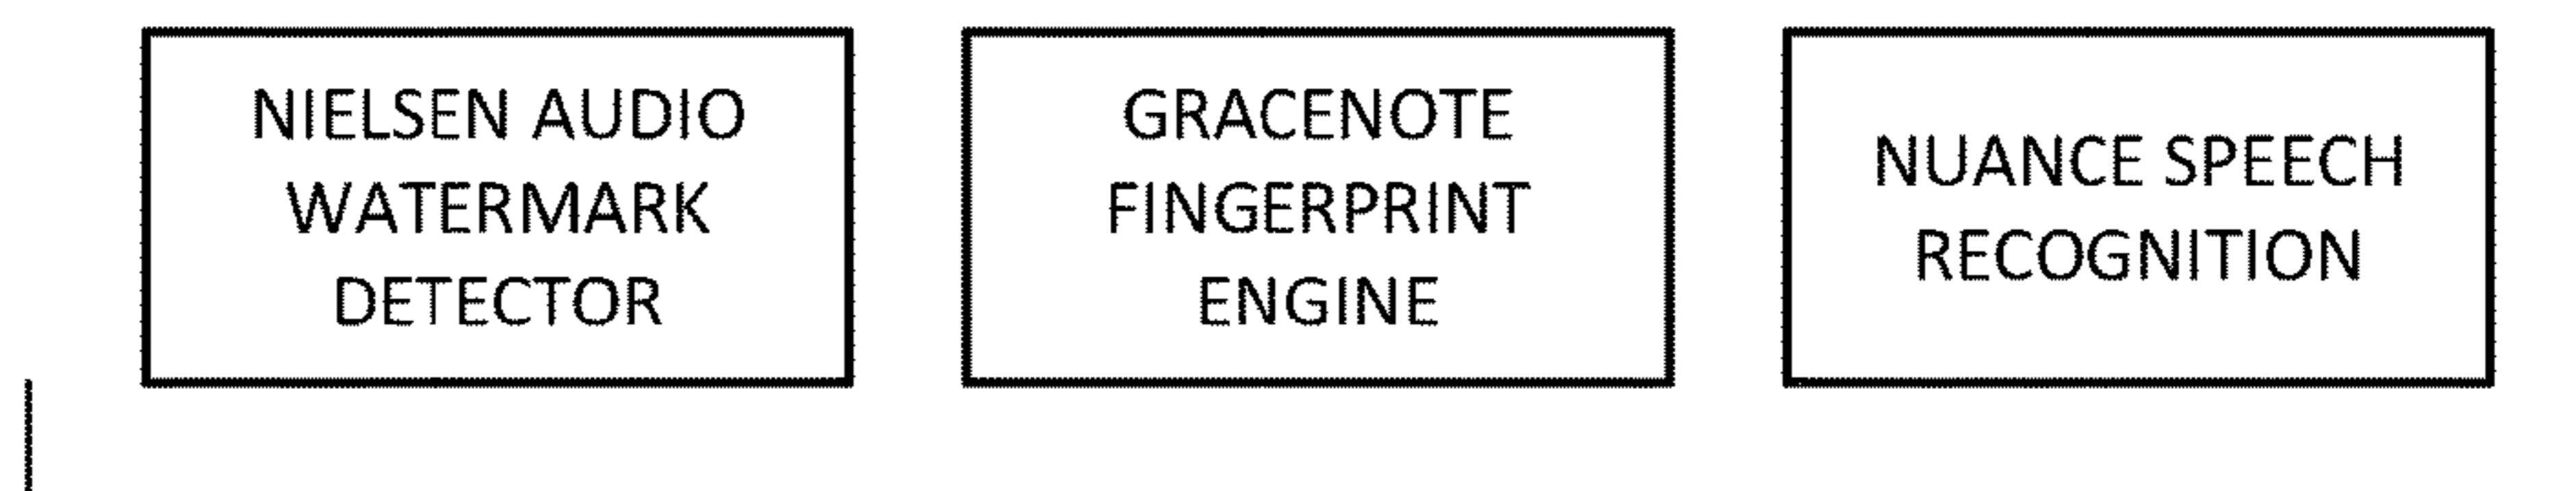 NIELSEN AUDIO
WATERMARK
DETECTOR
GRACENOTE
FINGERPRINT
ENGINE
NUANCE SPEECH
RECOGNITION